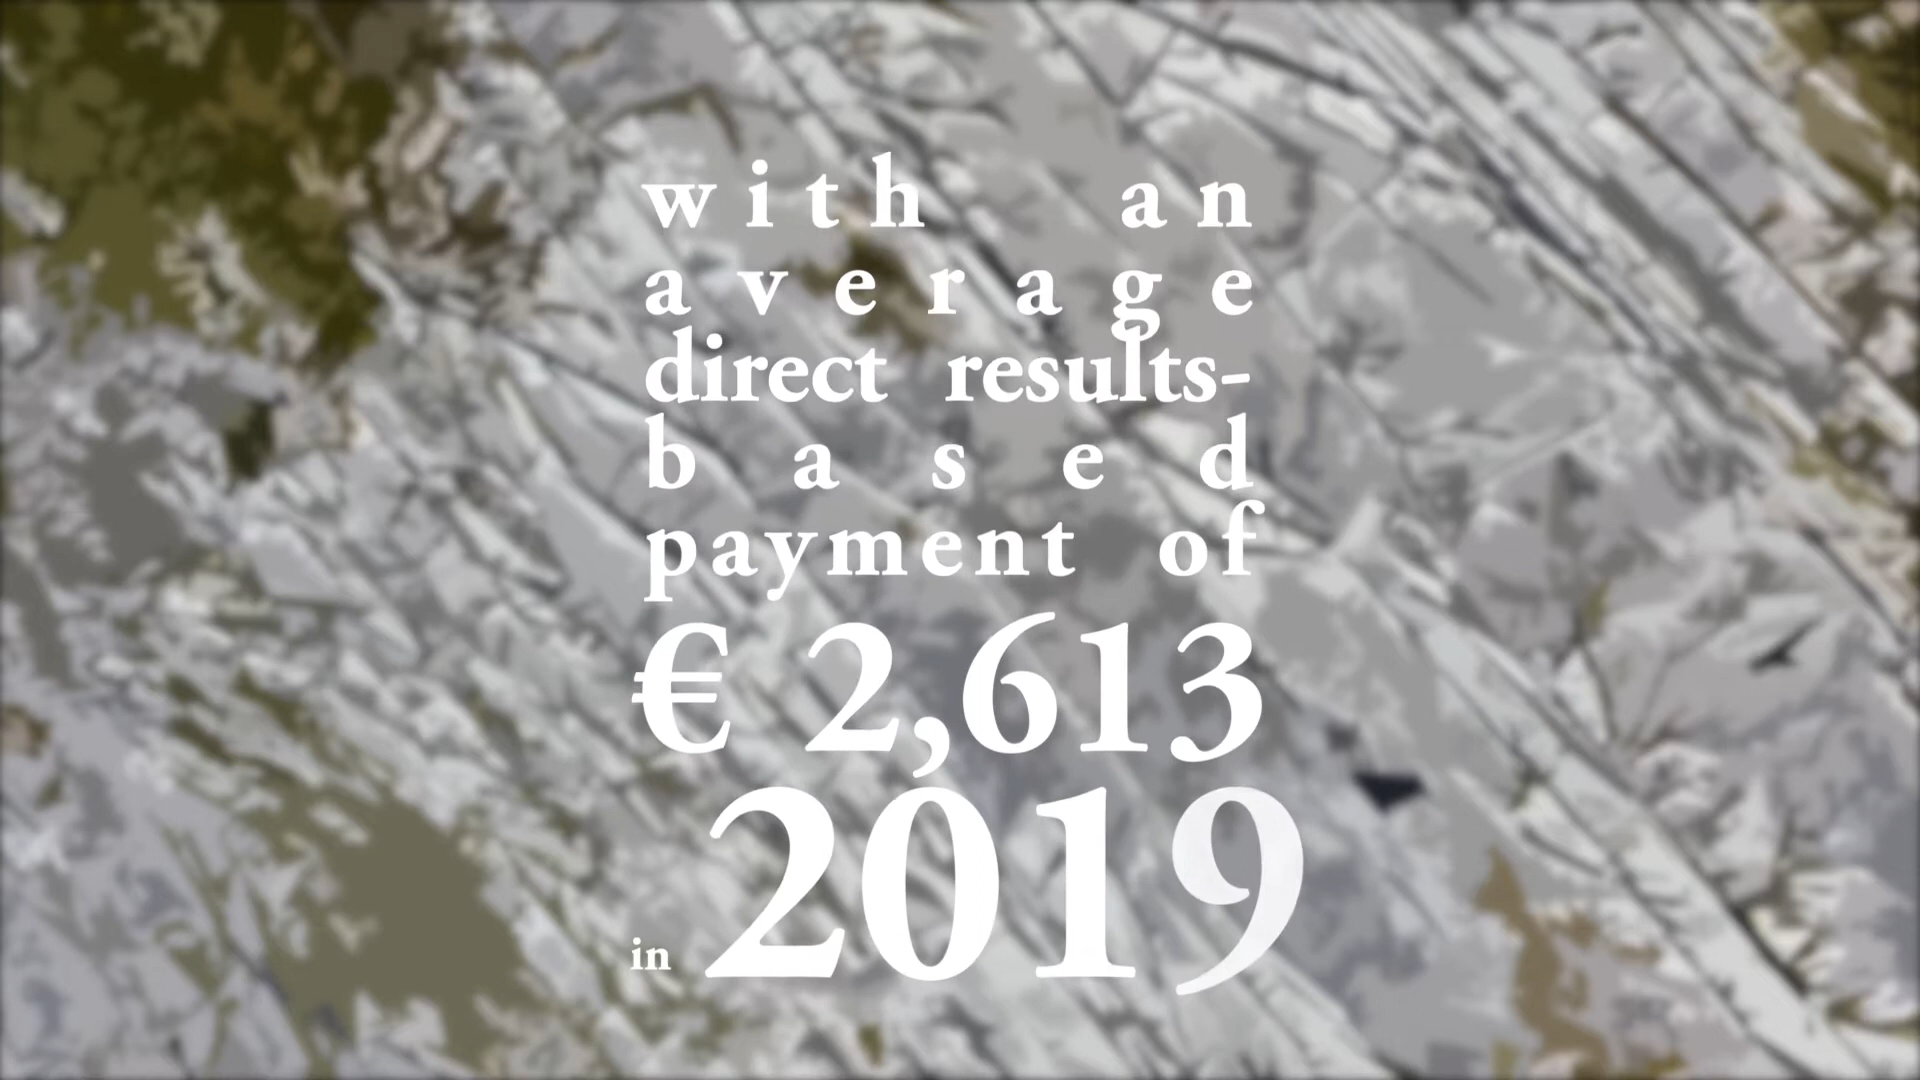 with an
average
direct results-
based
payment of
€ 2,613
in 2019